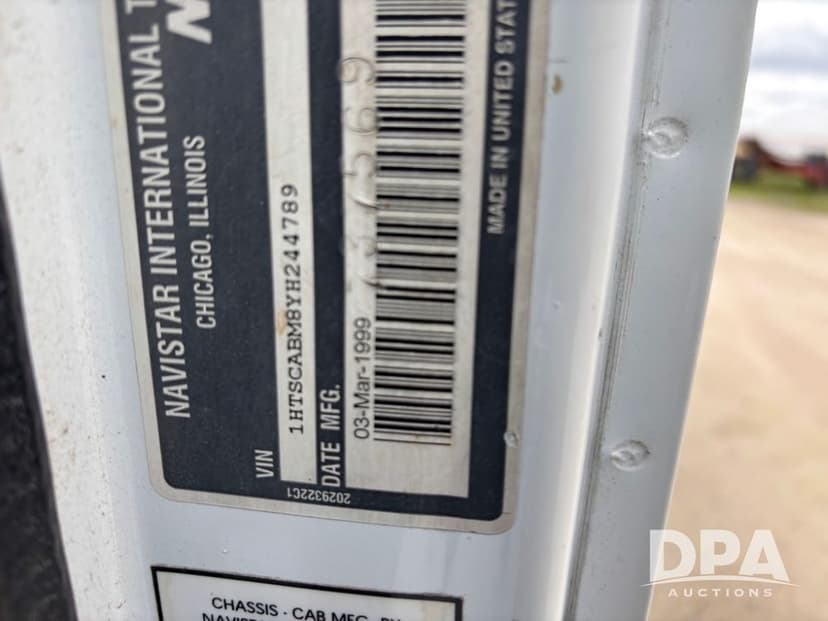 NAVISTAR INTERNATIONAL T
CHICAGO, ILLINOIS
VIN
1HTSCABM8YH244789
DATE MFG.
03-Mar-1999
MADE IN UNITED STAT
2029322C1
CHASSIS - CAB MFG. BY
DPA
AUCTIONS